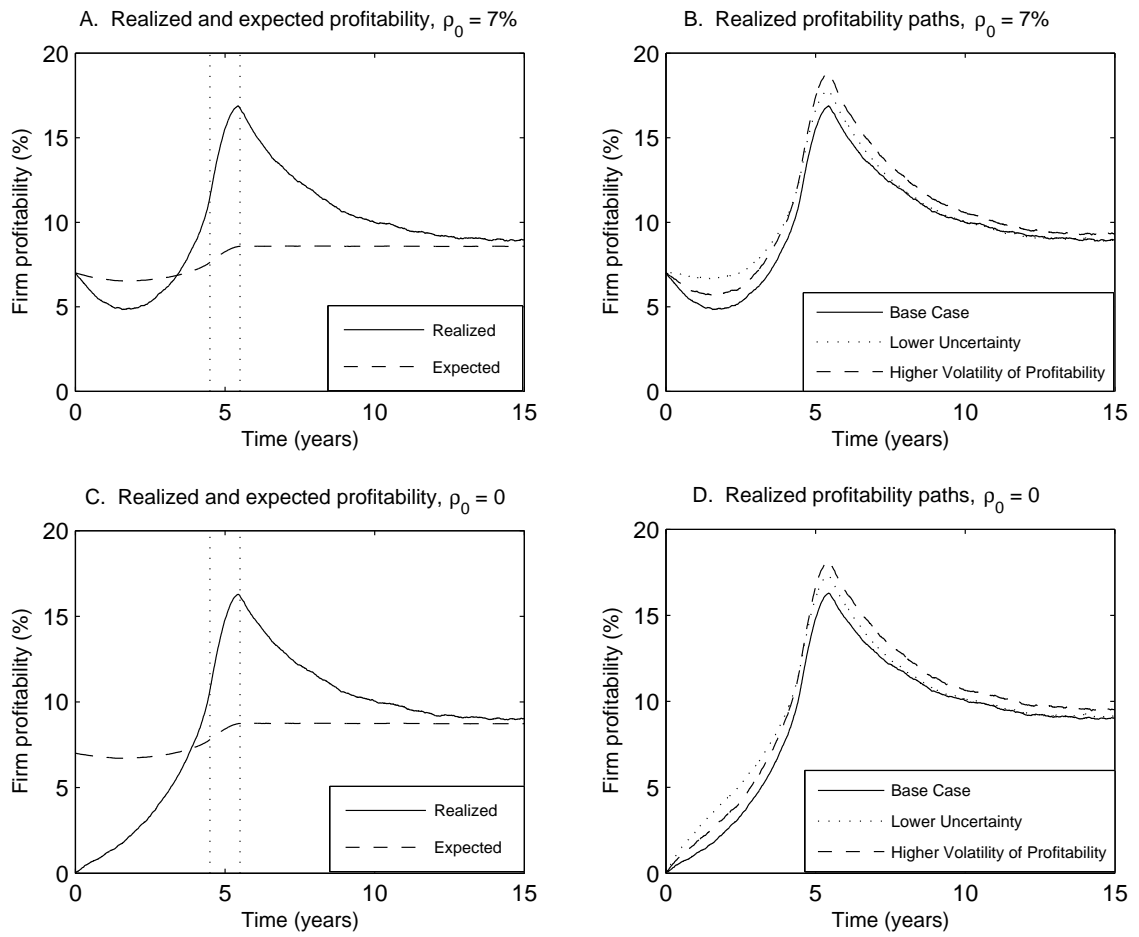 A. Realized and expected profitability, ρ0 = 7%
Firm profitability (%)
20
15
10
5
0
0 5 10 15
Time (years)
Realized
Expected
B. Realized profitability paths, ρ0 = 7%
Firm profitability (%)
20
15
10
5
0
0 5 10 15
Time (years)
Base Case
Lower Uncertainty
Higher Volatility of Profitability
C. Realized and expected profitability, ρ0 = 0
Firm profitability (%)
20
15
10
5
0
0 5 10 15
Time (years)
Realized
Expected
D. Realized profitability paths, ρ0 = 0
Firm profitability (%)
20
15
10
5
0
0 5 10 15
Time (years)
Base Case
Lower Uncertainty
Higher Volatility of Profitability